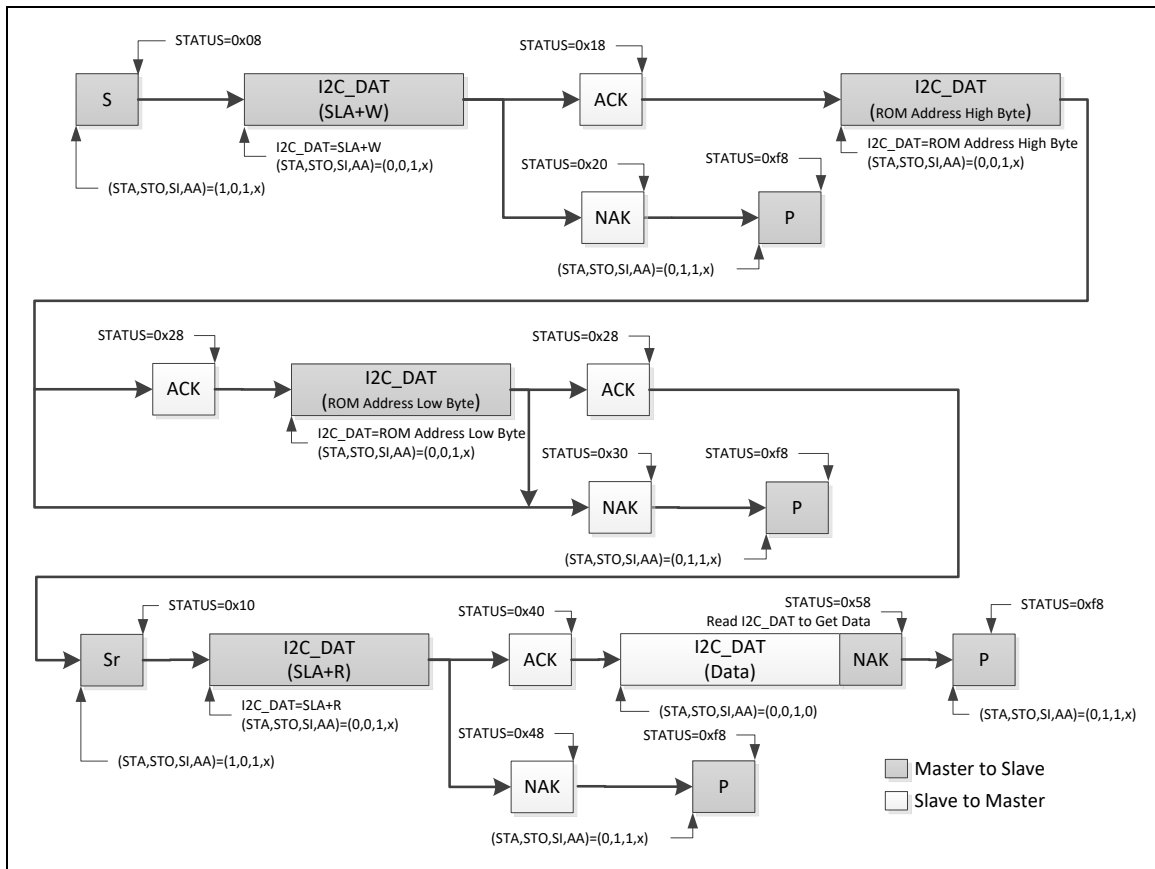 STATUS=0x08
STATUS=0x18
S
I2C_DAT
(SLA+W)
ACK
I2C_DAT
(ROM Address High Byte)
I2C_DAT=SLA+W
(STA,STO,SI,AA)=(0,0,1,x)
I2C_DAT=ROM Address High Byte
(STA,STO,SI,AA)=(0,0,1,x)
(STA,STO,SI,AA)=(1,0,1,x)
STATUS=0x20
STATUS=0xf8
NAK
P
(STA,STO,SI,AA)=(0,1,1,x)
STATUS=0x28
STATUS=0x28
ACK
I2C_DAT
(ROM Address Low Byte)
ACK
I2C_DAT=ROM Address Low Byte
(STA,STO,SI,AA)=(0,0,1,x)
STATUS=0x30
STATUS=0xf8
NAK
P
(STA,STO,SI,AA)=(0,1,1,x)
STATUS=0x10
STATUS=0x40
STATUS=0x58
Read I2C_DAT to Get Data
STATUS=0xf8
Sr
I2C_DAT
(SLA+R)
ACK
I2C_DAT
(Data)
NAK
P
I2C_DAT=SLA+R
(STA,STO,SI,AA)=(0,0,1,x)
(STA,STO,SI,AA)=(0,0,1,0)
(STA,STO,SI,AA)=(0,1,1,x)
(STA,STO,SI,AA)=(1,0,1,x)
STATUS=0x48
STATUS=0xf8
NAK
P
(STA,STO,SI,AA)=(0,1,1,x)
Master to Slave
Slave to Master